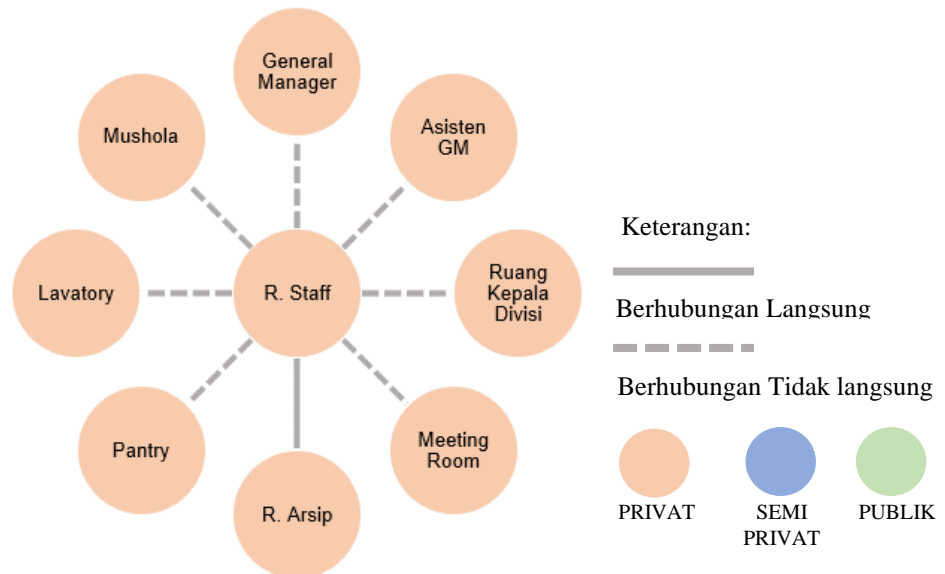 General
Manager
Mushola
Asisten
GM
Lavatory
R. Staff
Ruang
Kepala
Divisi
Pantry
Meeting
Room
R. Arsip
Keterangan:
Berhubungan Langsung
Berhubungan Tidak langsung
PRIVAT
SEMI
PRIVAT
PUBLIK